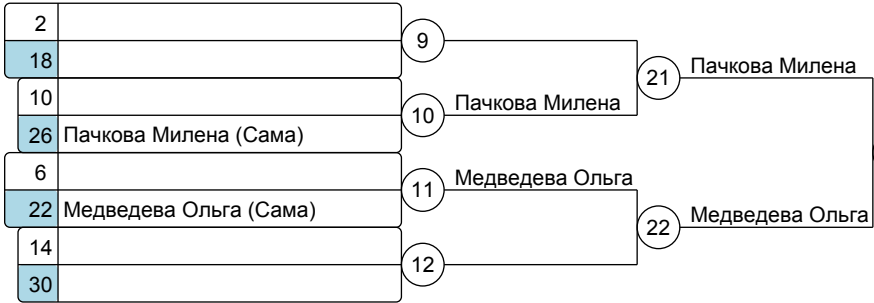 2
9
18
21 Пачкова Милена
10
10 Пачкова Милена
26 Пачкова Милена (Сама)
6
11 Медведева Ольга
22 Медведева Ольга (Сама)
22 Медведева Ольга
14
12
30